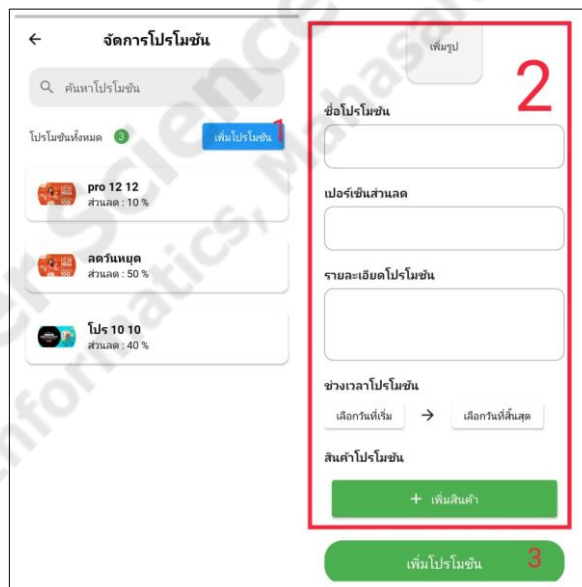 จัดการโปรโมชัน
ค้นหาโปรโมชัน
โปรโมชันทั้งหมด 3
เพิ่มโปรโมชัน 1
pro 12 12
ส่วนลด : 10 %
ลดวันหยุด
ส่วนลด : 50 %
โปร 10 10
ส่วนลด : 40 %
เพิ่มรูป
2
ชื่อโปรโมชัน
เปอร์เซ็นส่วนลด
รายละเอียดโปรโมชัน
ช่วงเวลาโปรโมชัน
เลือกวันที่เริ่ม → เลือกวันที่สิ้นสุด
สินค้าโปรโมชัน
+ เพิ่มสินค้า
เพิ่มโปรโมชัน 3